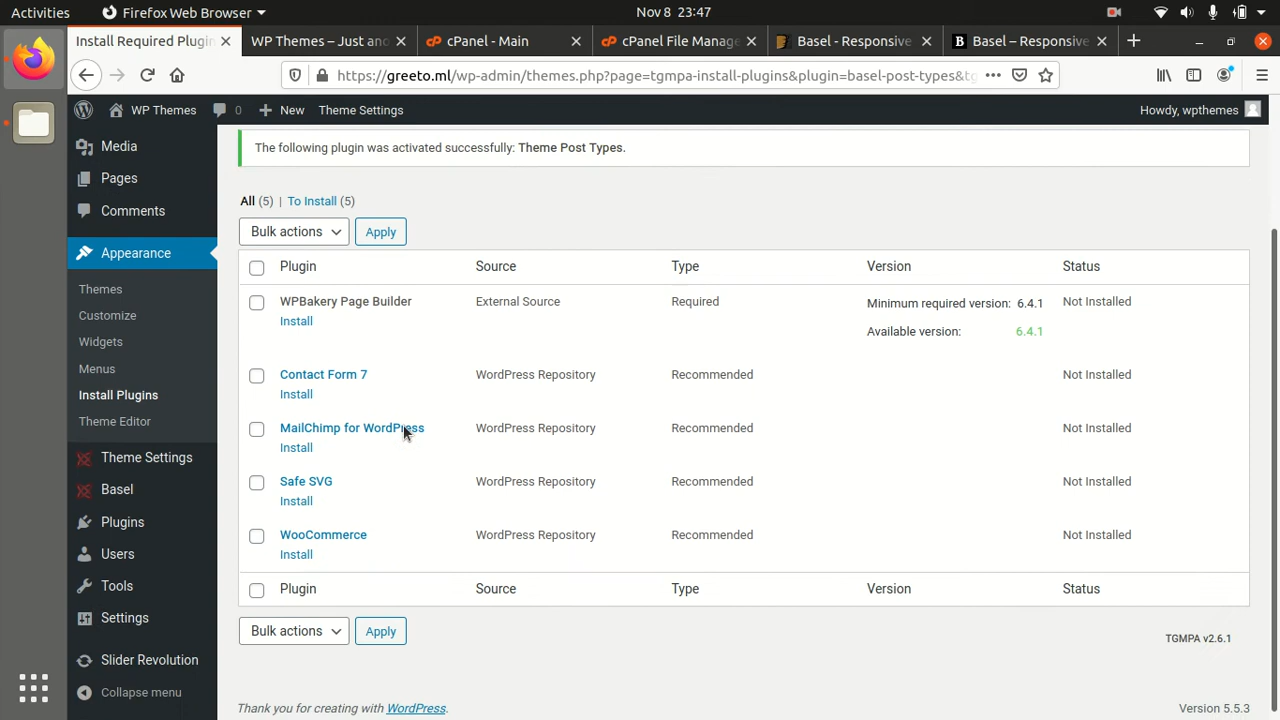 Activities
Firefox Web Browser
Nov 8 23:47
Install Required Plugin
WP Themes – Just ano
cPanel - Main
cPanel File Manage
Basel - Responsive
Basel – Responsive
https://greeto.ml/wp-admin/themes.php?page=tgmpa-install-plugins&plugin=basel-post-types&tg
WP Themes
0
New
Theme Settings
Howdy, wpthemes
Media
Pages
Comments
Appearance
Themes
Customize
Widgets
Menus
Install Plugins
Theme Editor
Theme Settings
Basel
Plugins
Users
Tools
Settings
Slider Revolution
Collapse menu
The following plugin was activated successfully: Theme Post Types.
All (5) | To Install (5)
Bulk actions Apply
Plugin Source Type Version Status
WPBakery Page Builder External Source Required Minimum required version: 6.4.1 Not Installed
Install Available version: 6.4.1
Contact Form 7 WordPress Repository Recommended Not Installed
Install
MailChimp for WordPress WordPress Repository Recommended Not Installed
Install
Safe SVG WordPress Repository Recommended Not Installed
Install
WooCommerce WordPress Repository Recommended Not Installed
Install
Plugin Source Type Version Status
Bulk actions Apply
TGMPA v2.6.1
Thank you for creating with WordPress.
Version 5.5.3